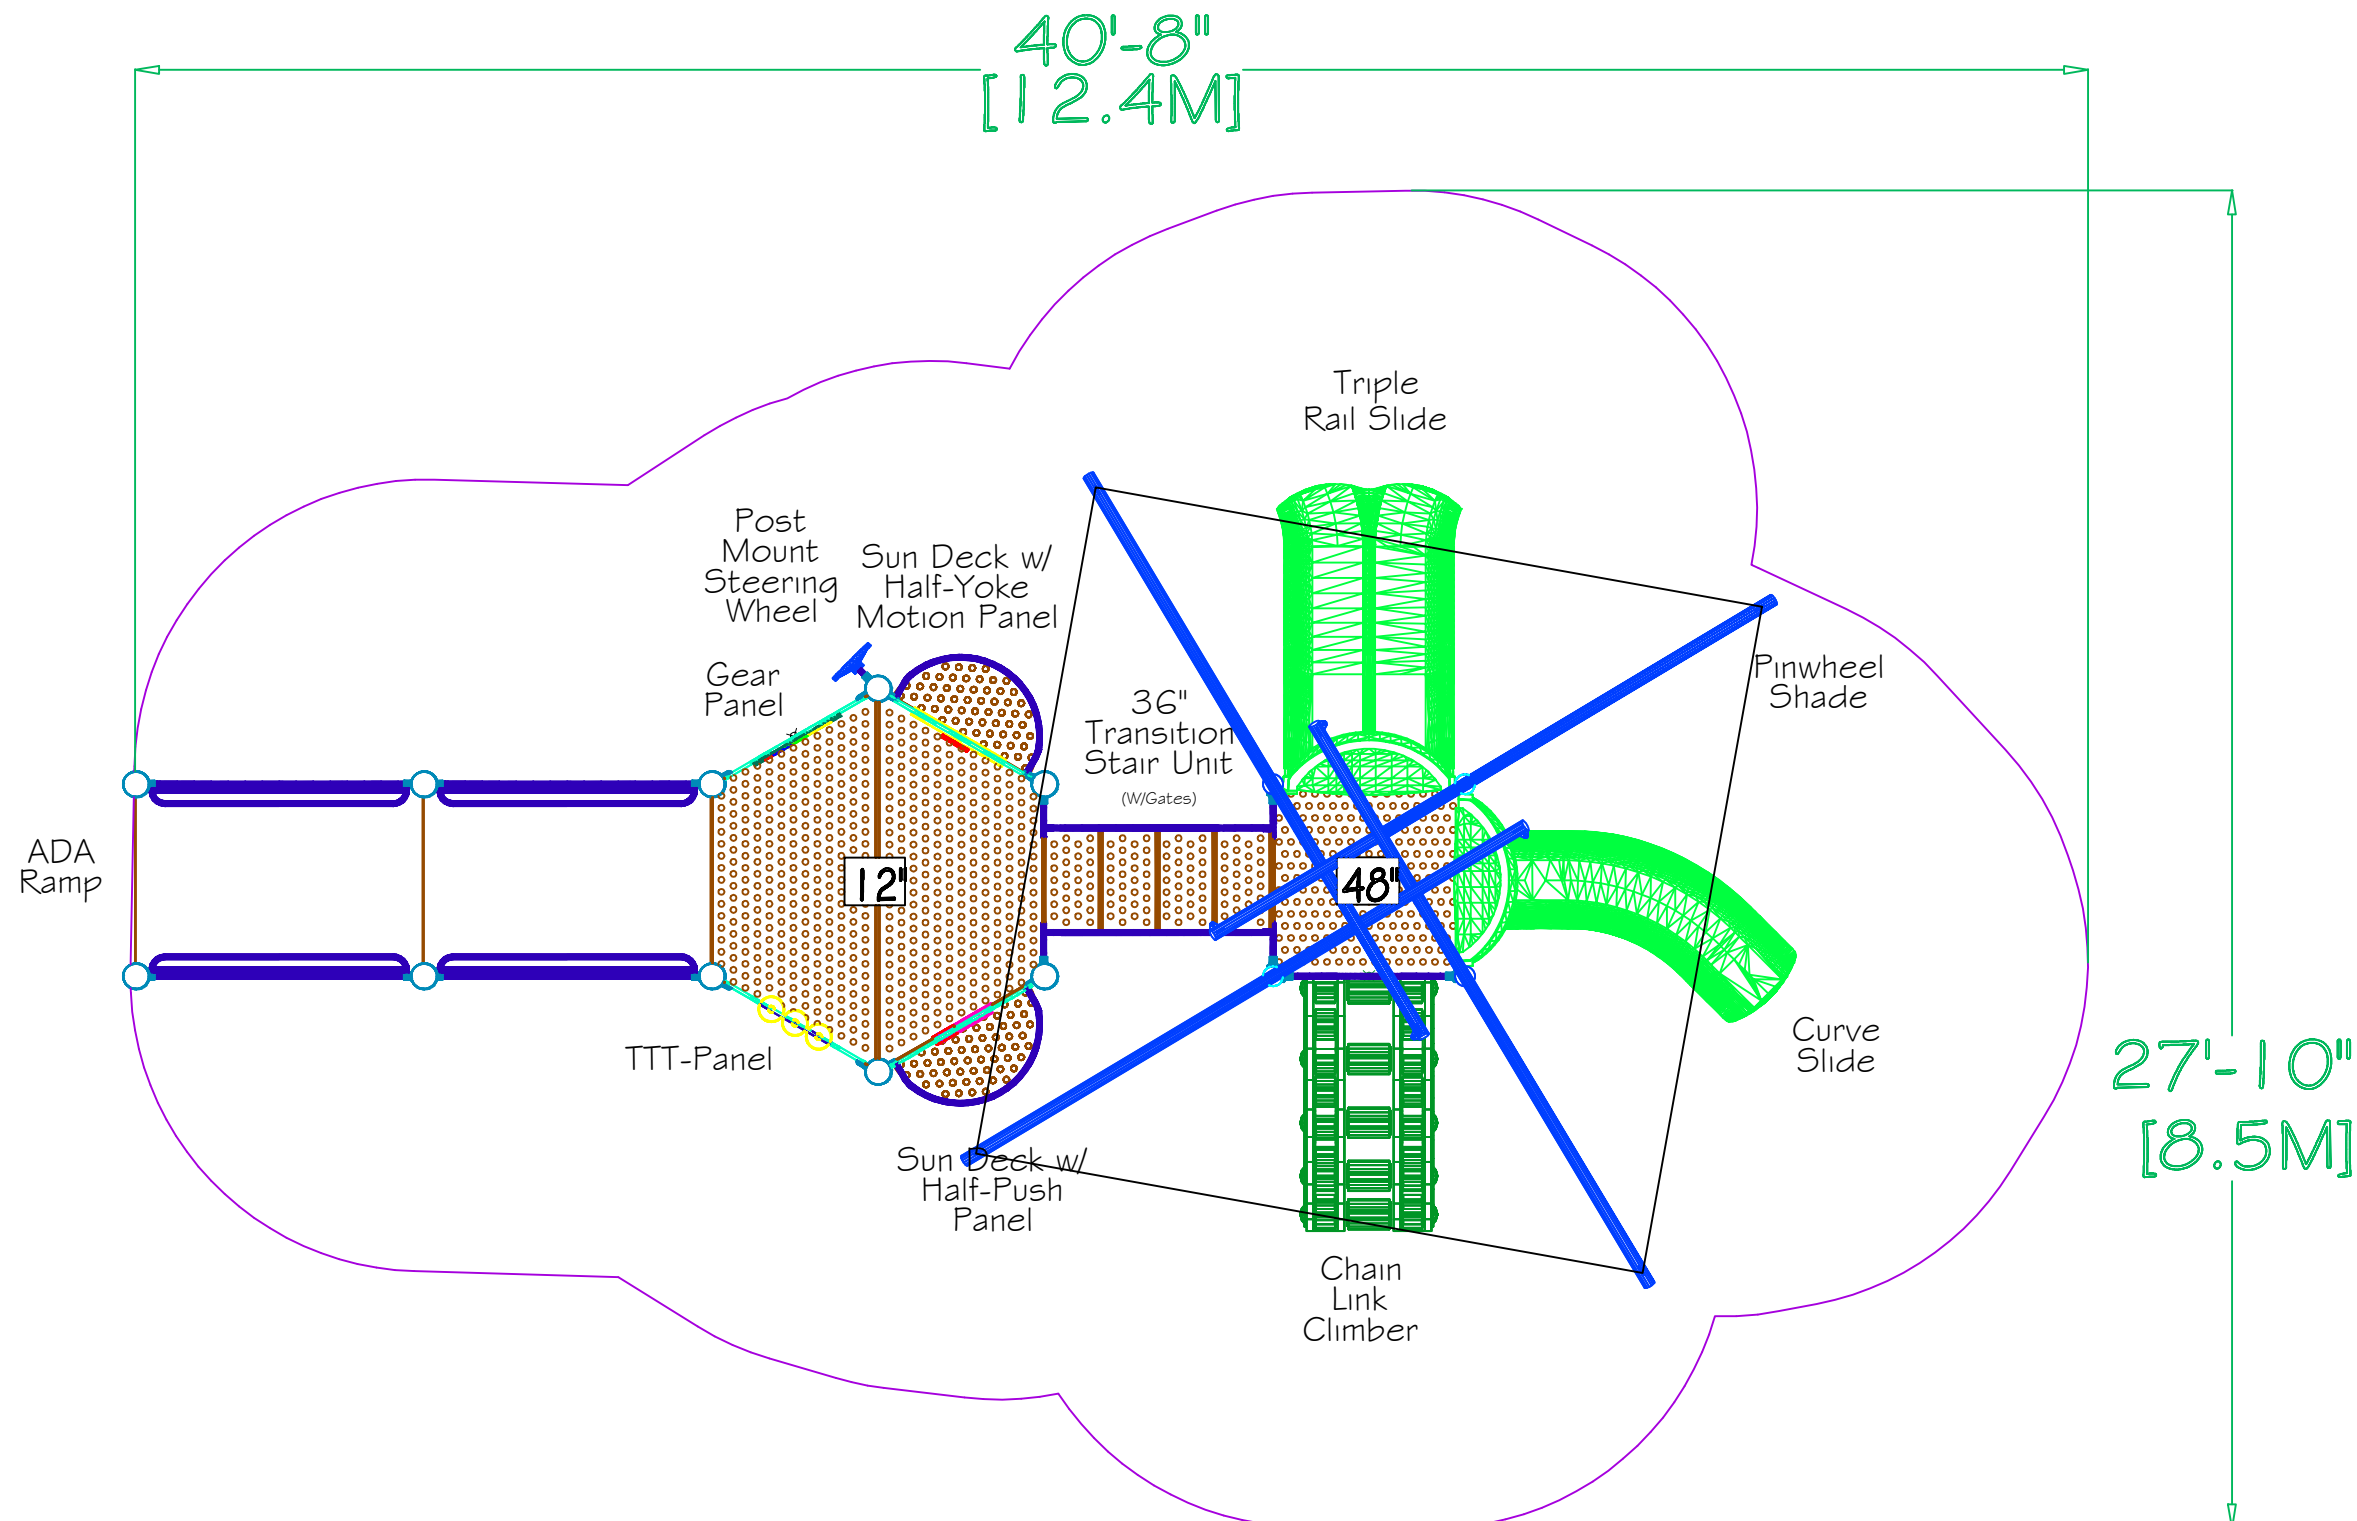 40'-8"
[12.4M]
Triple
Rail Slide
Post
Mount
Steering
Wheel
Sun Deck w/
Half-Yoke
Motion Panel
Gear
Panel
36"
Transition
Stair Unit
(W/Gates)
Pinwheel
Shade
ADA
Ramp
12"
48"
TTT-Panel
Curve
Slide
27'-10"
[8.5M]
Sun Deck w/
Half-Push
Panel
Chain
Link
Climber